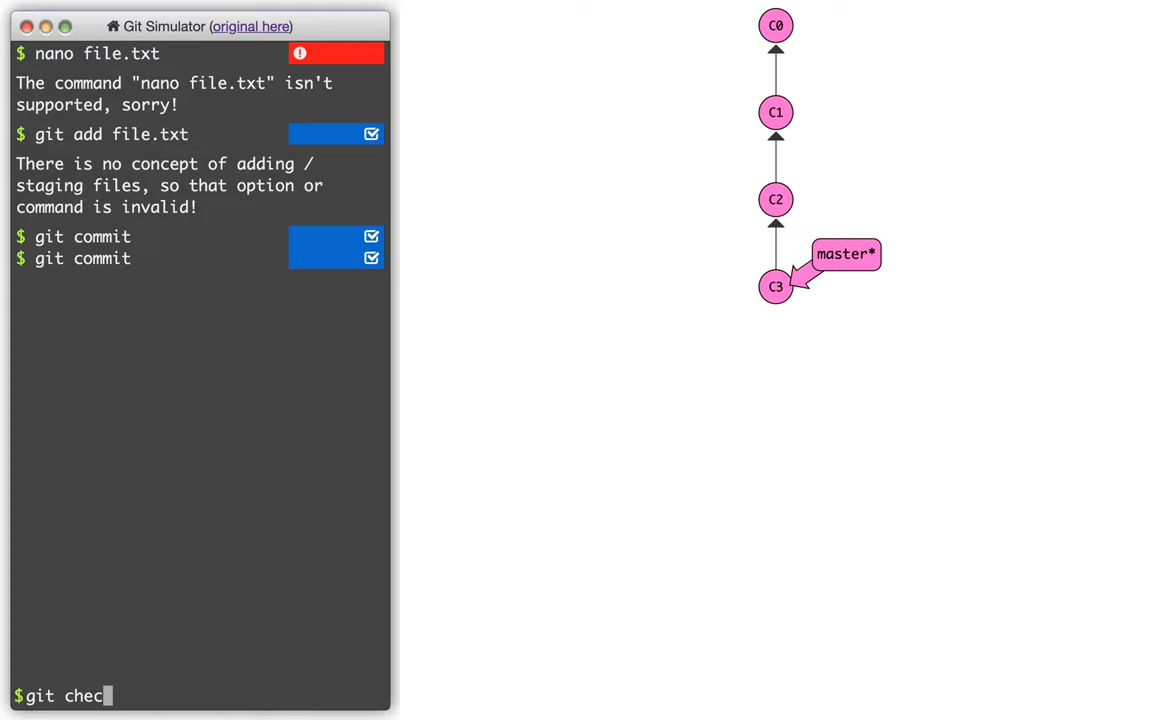 Git Simulator (original here)
$ nano file.txt
The command "nano file.txt" isn't
supported, sorry!
$ git add file.txt
There is no concept of adding /
staging files, so that option or
command is invalid!
$ git commit
$ git commit
$git chec
C0
C1
C2
master*
C3